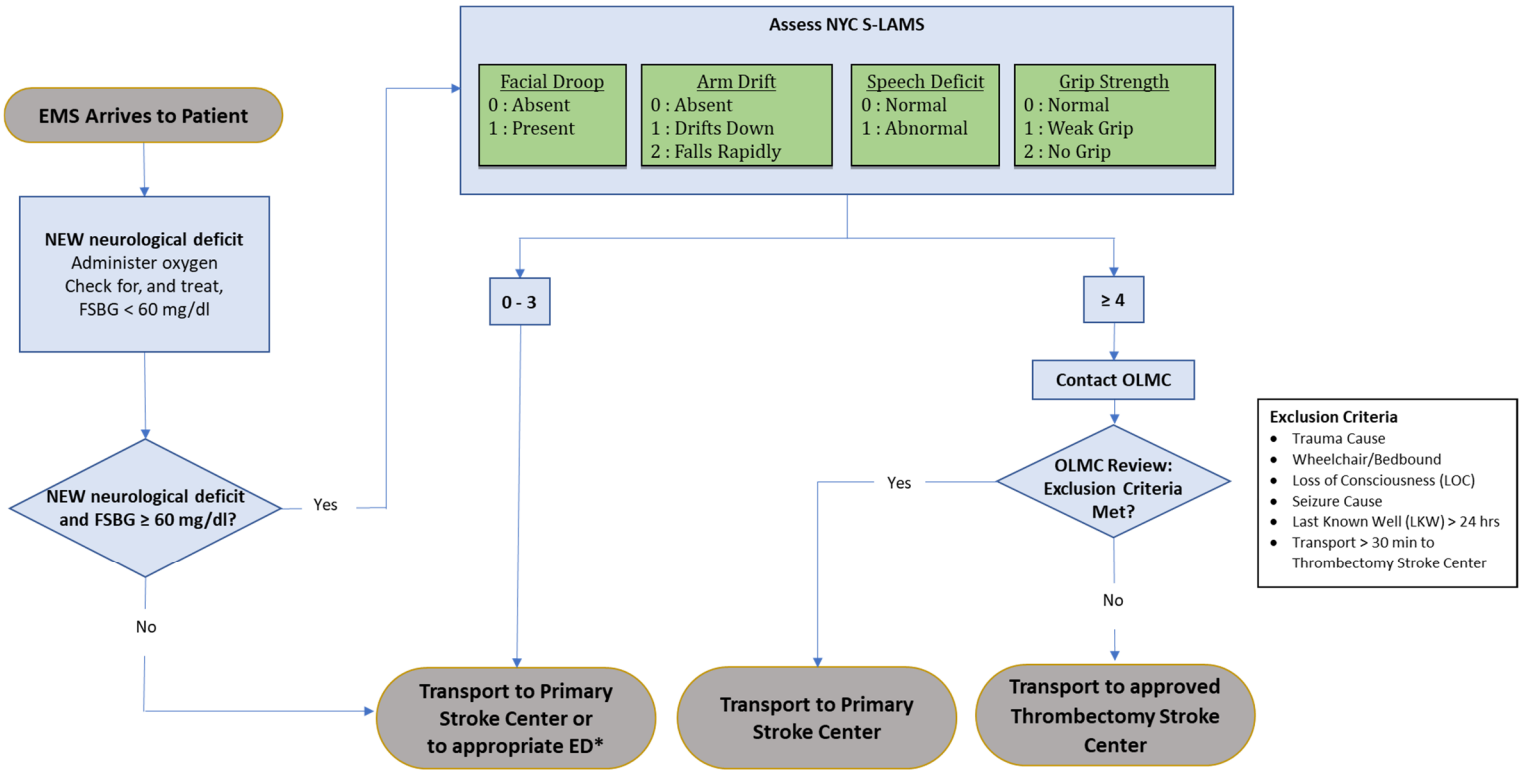 EMS Arrives to Patient
NEW neurological deficit
Administer oxygen
Check for, and treat,
FSBG < 60 mg/dl
NEW neurological deficit
and FSBG ≥ 60 mg/dl?
Yes
No
Assess NYC S-LAMS
Facial Droop
0 : Absent
1 : Present
Arm Drift
0 : Absent
1 : Drifts Down
2 : Falls Rapidly
Speech Deficit
0 : Normal
1 : Abnormal
Grip Strength
0 : Normal
1 : Weak Grip
2 : No Grip
0 - 3
≥ 4
Contact OLMC
OLMC Review:
Exclusion Criteria
Met?
Yes
No
Exclusion Criteria
• Trauma Cause
• Wheelchair/Bedbound
• Loss of Consciousness (LOC)
• Seizure Cause
• Last Known Well (LKW) > 24 hrs
• Transport > 30 min to
Thrombectomy Stroke Center
Transport to Primary
Stroke Center or
to appropriate ED*
Transport to Primary
Stroke Center
Transport to approved
Thrombectomy Stroke
Center